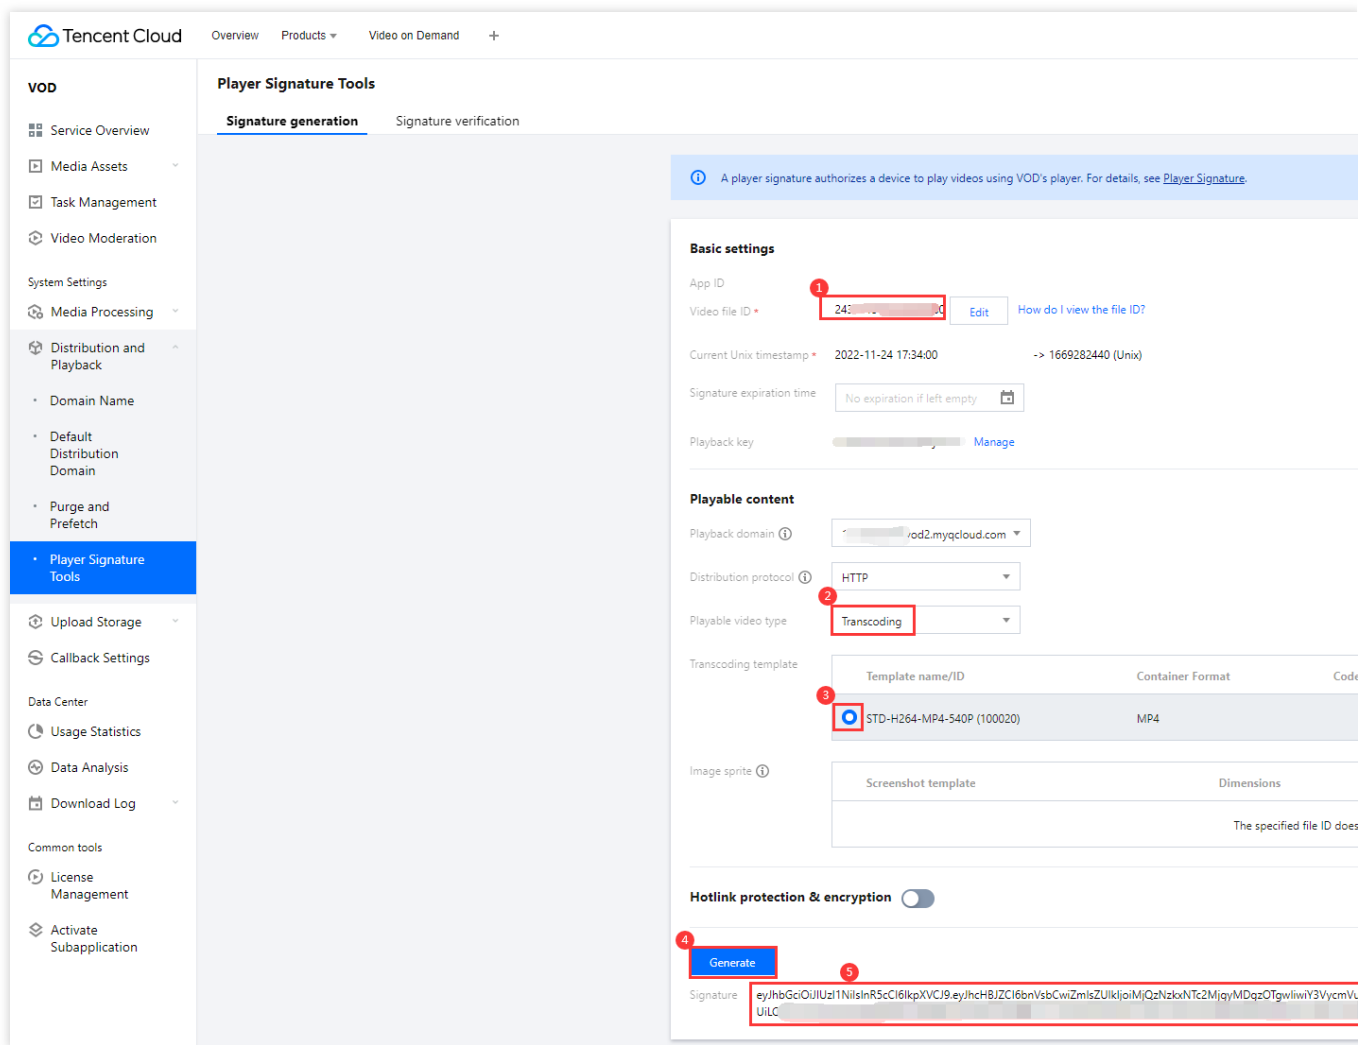 Tencent Cloud Overview Products Video on Demand +
VOD
Service Overview
Media Assets
Task Management
Video Moderation
System Settings
Media Processing
Distribution and
Playback
Domain Name
Default
Distribution
Domain
Purge and
Prefetch
Player Signature
Tools
Upload Storage
Callback Settings
Data Center
Usage Statistics
Data Analysis
Download Log
Common tools
License
Management
Activate
Subapplication
Player Signature Tools
Signature generation Signature verification
A player signature authorizes a device to play videos using VOD's player. For details, see Player Signature.
Basic settings
App ID
1
Video file ID * 243 Edit How do I view the file ID?
Current Unix timestamp * 2022-11-24 17:34:00 -> 1669282440 (Unix)
Signature expiration time No expiration if left empty
Playback key Manage
Playable content
Playback domain vod2.myqcloud.com
Distribution protocol HTTP
2
Playable video type Transcoding
Transcoding template
Template name/ID Container Format Code
3
STD-H264-MP4-540P (100020) MP4
Image sprite
Screenshot template Dimensions
The specified file ID does
Hotlink protection & encryption
4
Generate
5
Signature
UiLC